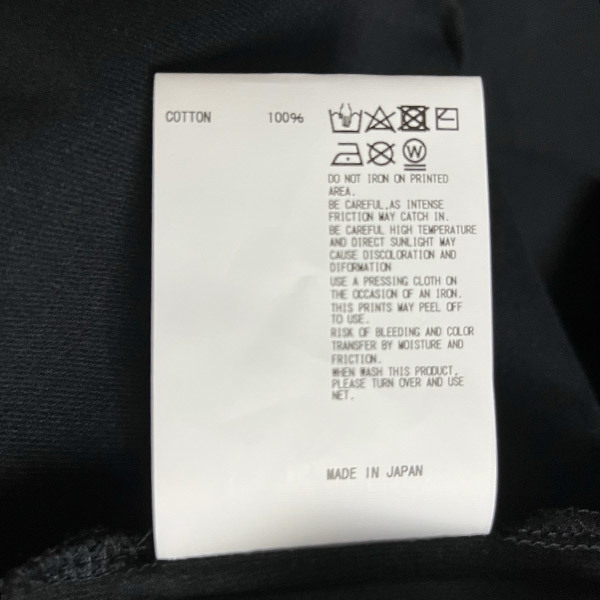 COTTON 100%
W
DO NOT IRON ON PRINTED
AREA.
BE CAREFUL,AS INTENSE
FRICTION MAY CATCH IN.
BE CAREFUL HIGH TEMPERATURE
AND DIRECT SUNLIGHT MAY
CAUSE DISCOLORATION AND
DIFORMATION
USE A PRESSING CLOTH ON
THE OCCASION OF AN IRON.
THIS PRINTS MAY PEEL OFF
TO USE.
RISK OF BLEEDING AND COLOR
TRANSFER BY MOISTURE AND
FRICTION.
WHEN WASH THIS PRODUCT,
PLEASE TURN OVER AND USE
NET.
MADE IN JAPAN